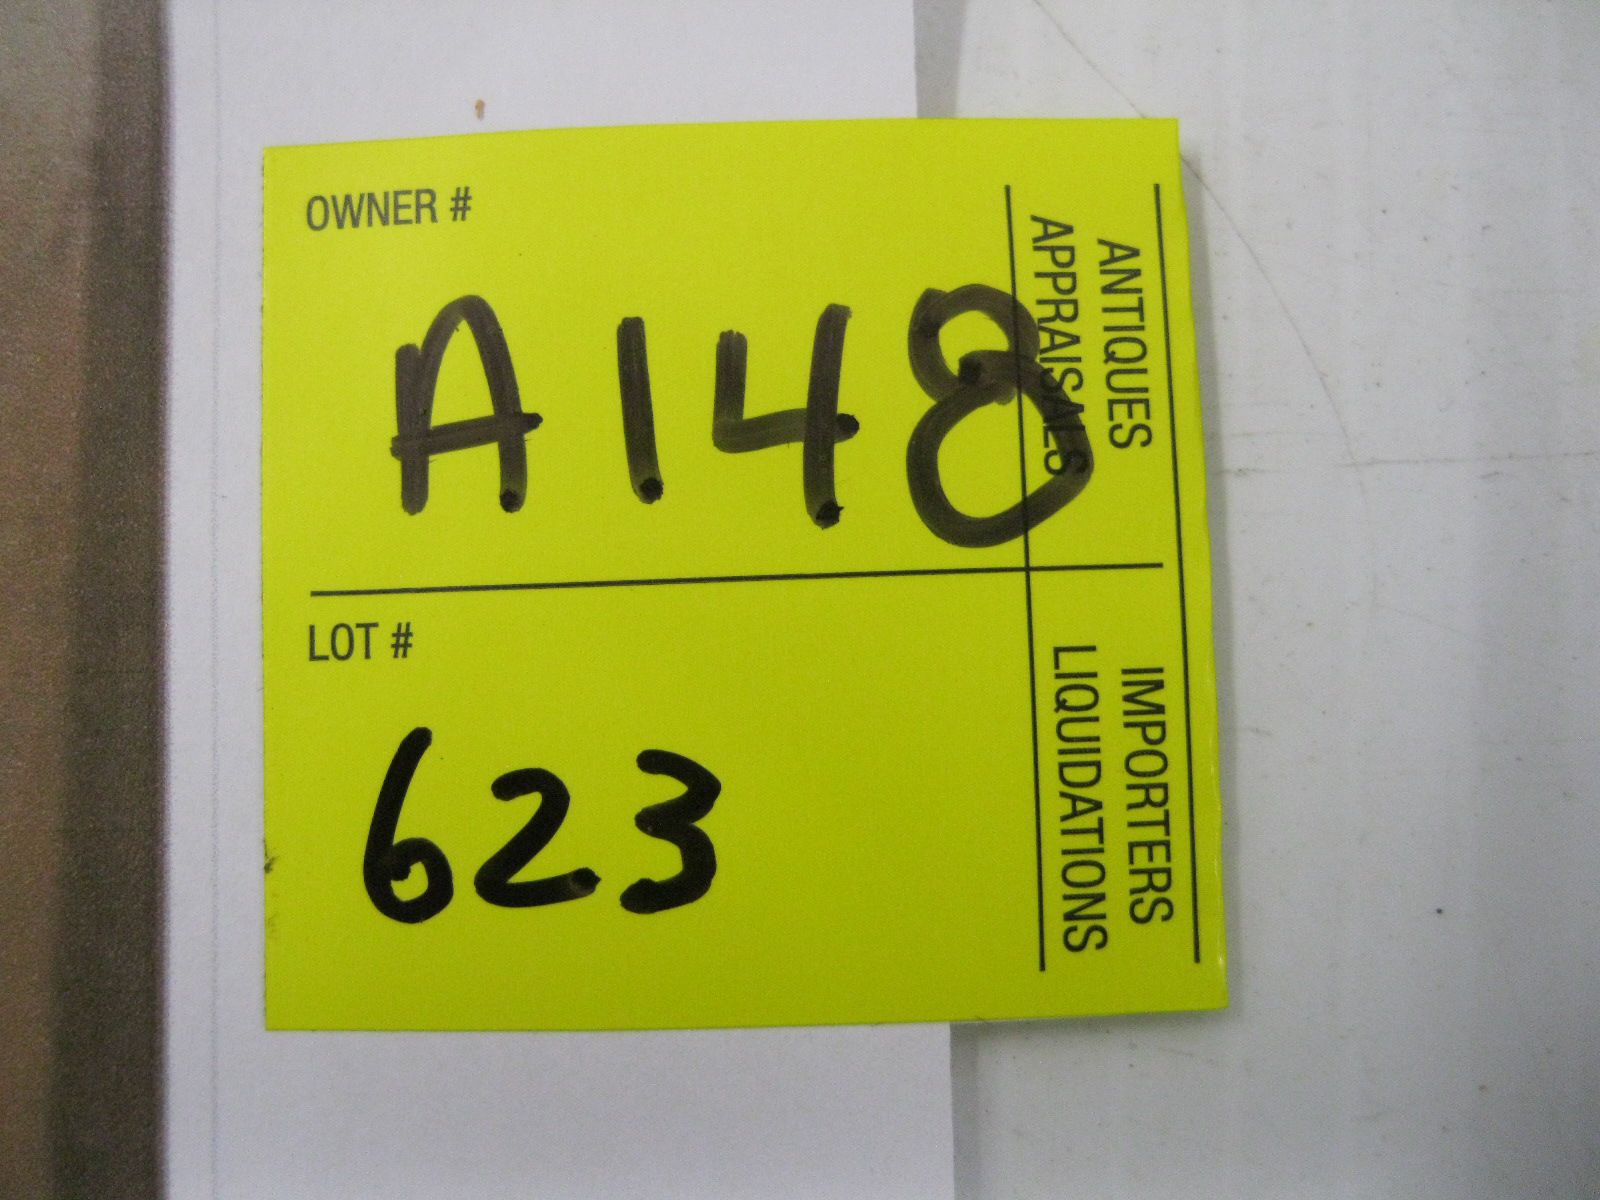 OWNER #
A148
LOT #
623
ANTIQUES
APPRAISALS
IMPORTERS
LIQUIDATIONS